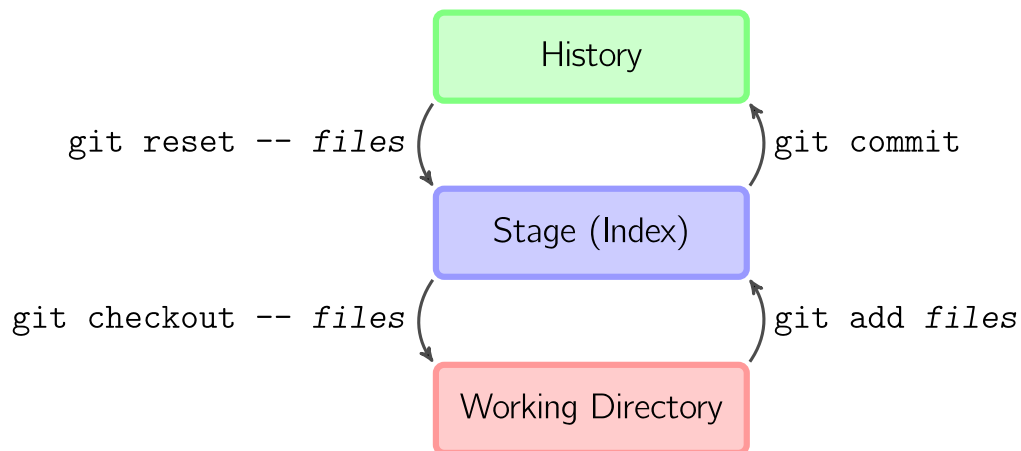 History
git reset -- files
git commit
Stage (Index)
git checkout -- files
git add files
Working Directory